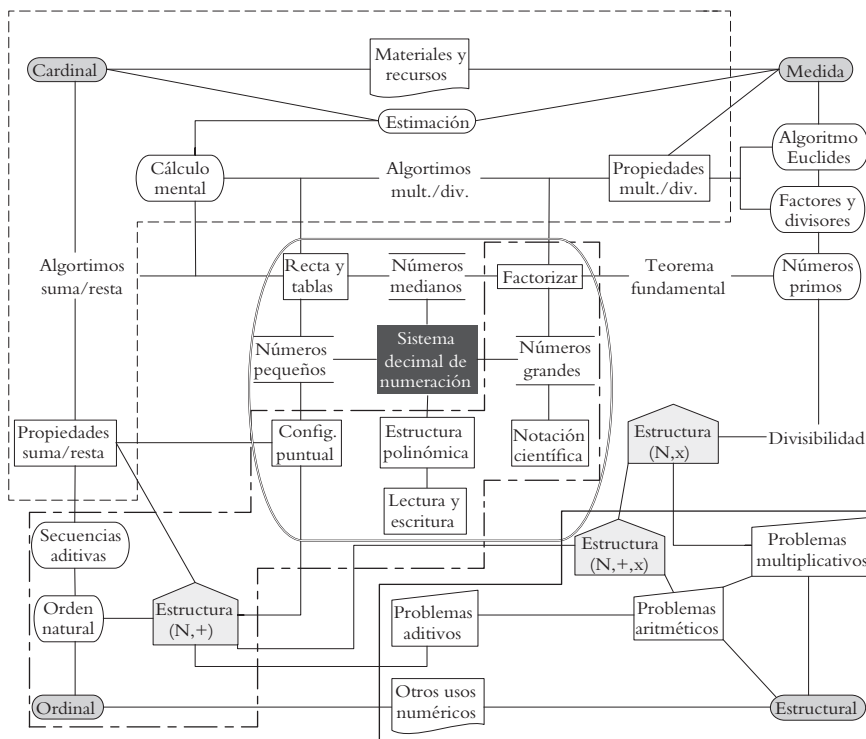 Materiales y
recursos
Cardinal
Medida
Estimación
Algoritmo
Euclides
Cálculo
mental
Algortimos
mult./div.
Propiedades
mult./div.
Factores y
divisores
Algortimos
suma/resta
Recta y
tablas
Números
medianos
Factorizar
Teorema
fundamental
Números
primos
Números
pequeños
Sistema
decimal de
numeración
Números
grandes
Propiedades
suma/resta
Config.
puntual
Estructura
polinómica
Notación
científica
Estructura
(N,x)
Divisibilidad
Lectura y
escritura
Secuencias
aditivas
Estructura
(N,+,x)
Problemas
multiplicativos
Orden
natural
Estructura
(N,+)
Problemas
aditivos
Problemas
aritméticos
Ordinal
Otros usos
numéricos
Estructural